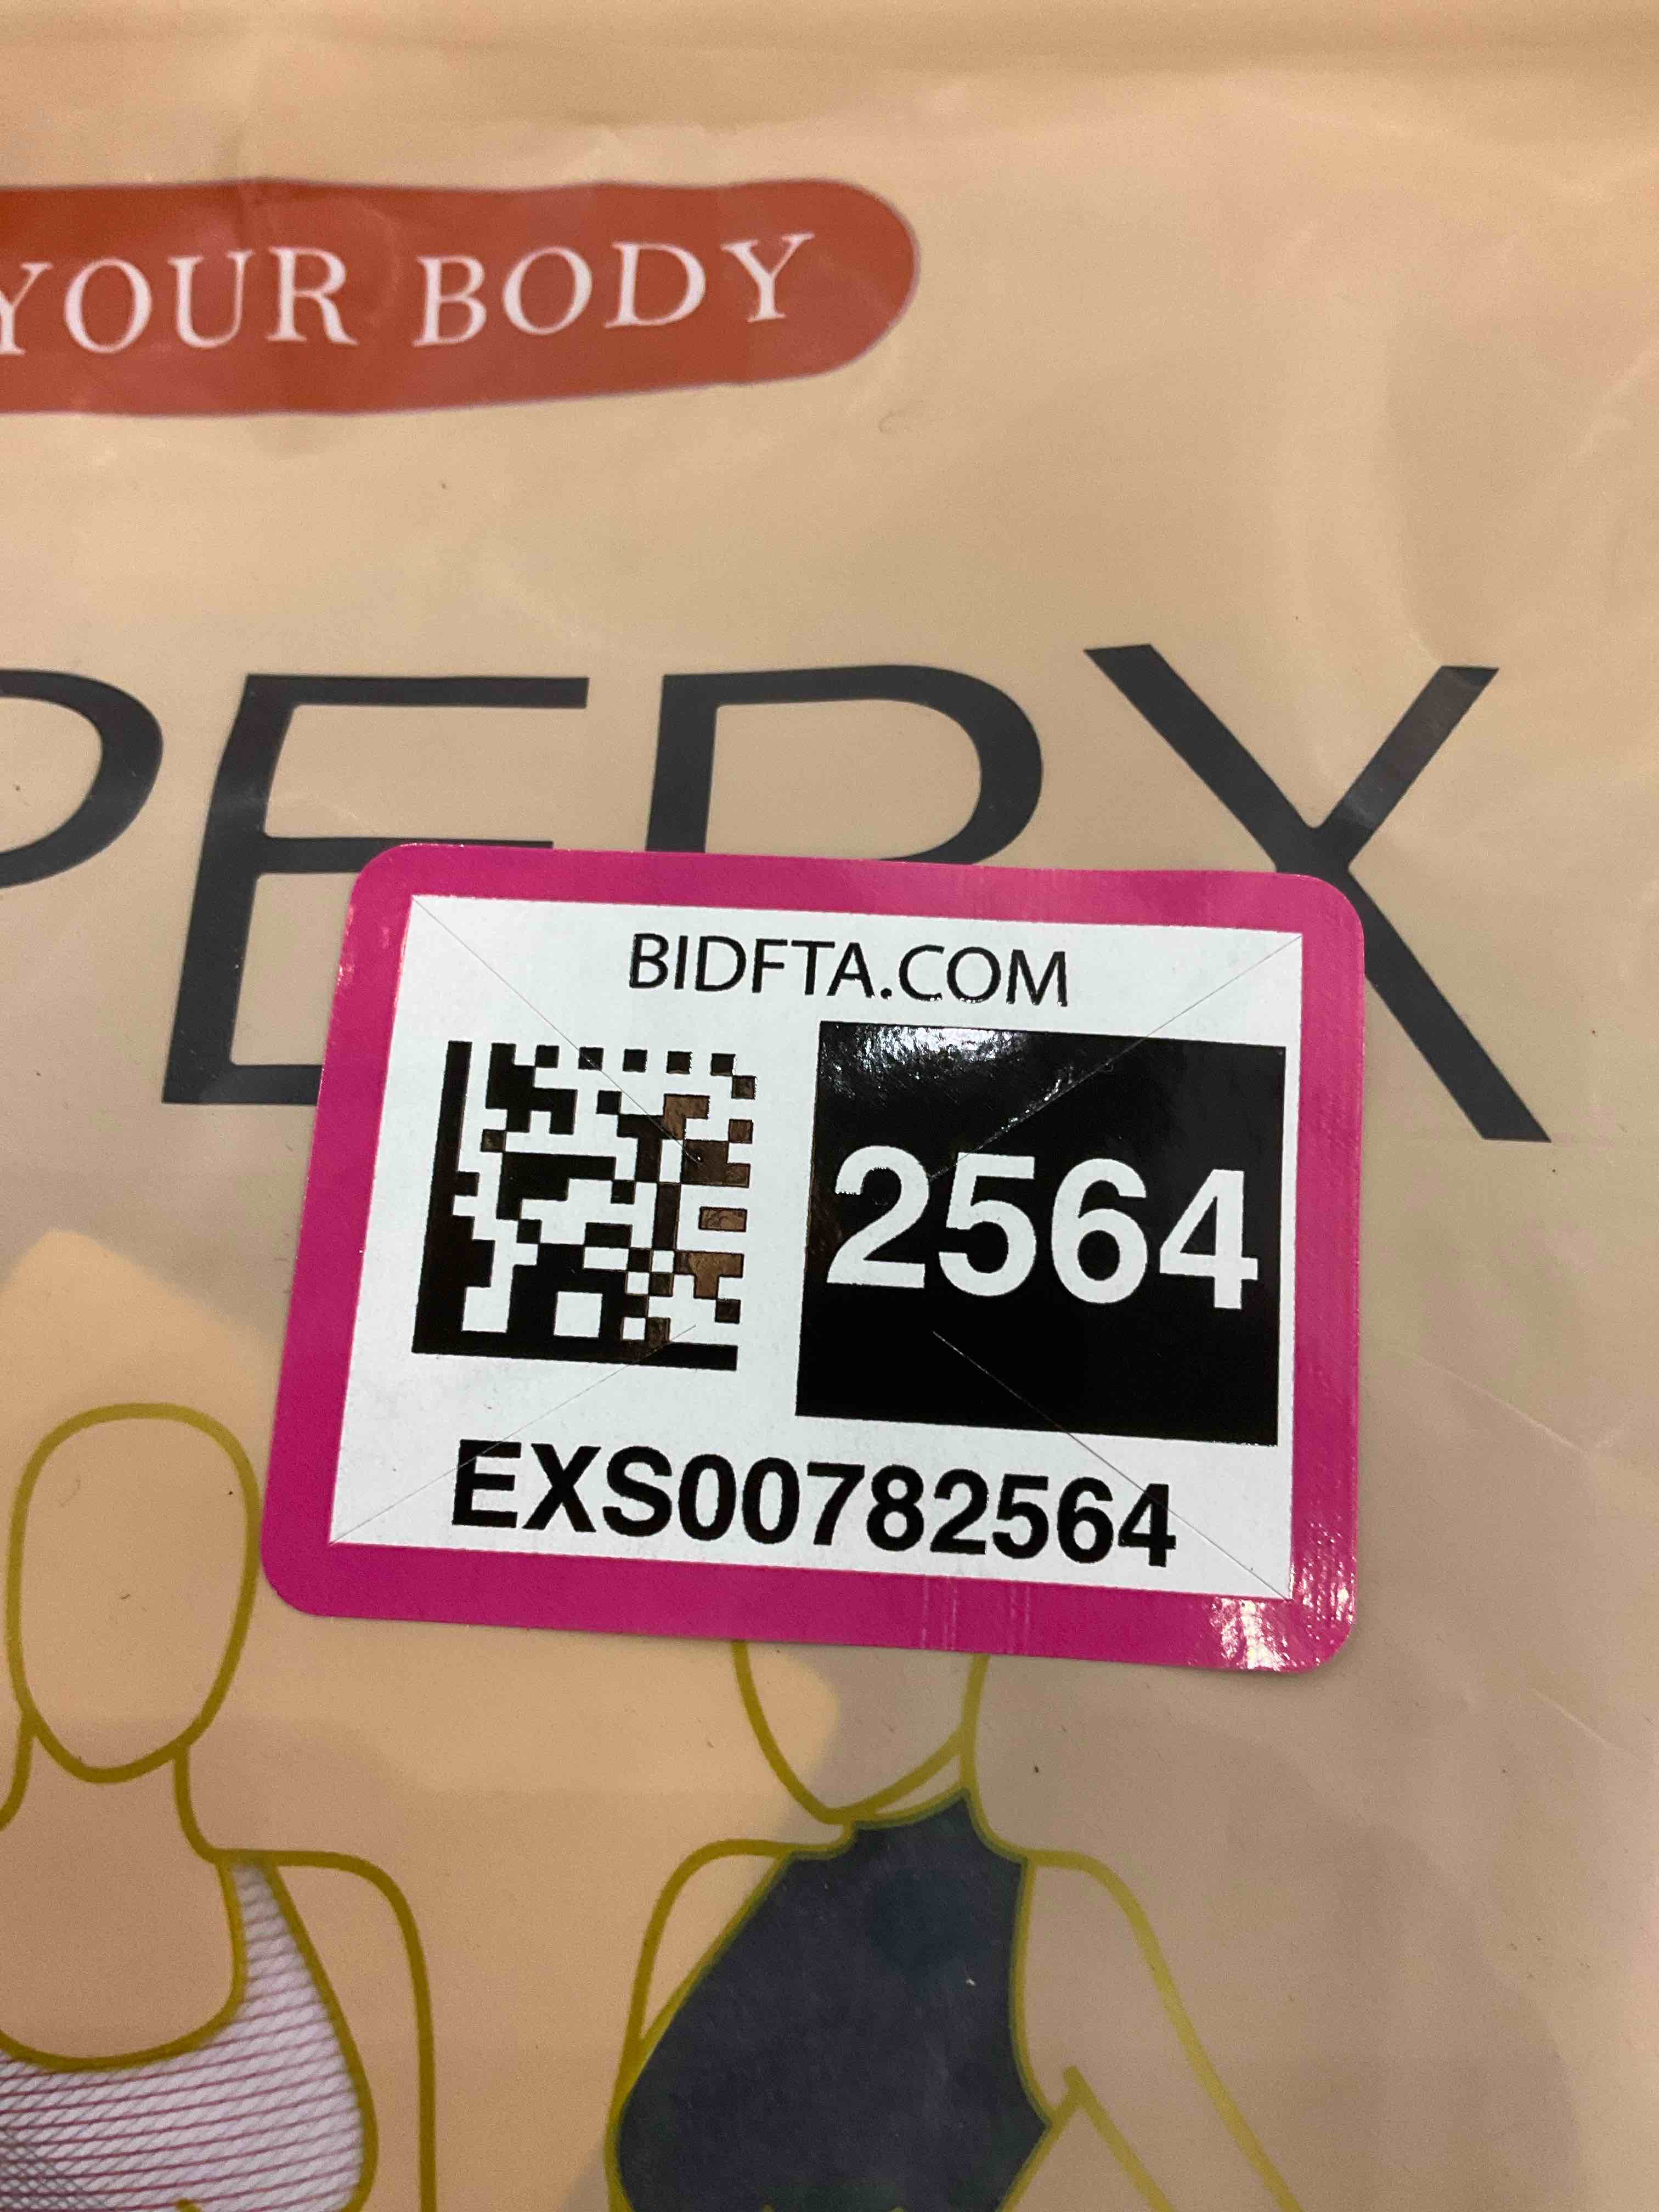 YOUR BODY
PERX
BIDFTA.COM
2564
EXS00782564